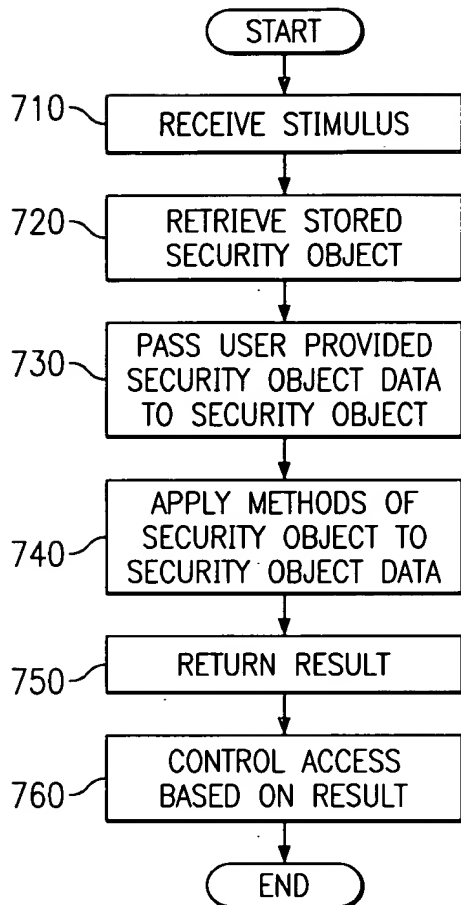 START
710
RECEIVE STIMULUS
720
RETRIEVE STORED
SECURITY OBJECT
730
PASS USER PROVIDED
SECURITY OBJECT DATA
TO SECURITY OBJECT
740
APPLY METHODS OF
SECURITY OBJECT TO
SECURITY OBJECT DATA
750
RETURN RESULT
760
CONTROL ACCESS
BASED ON RESULT
END